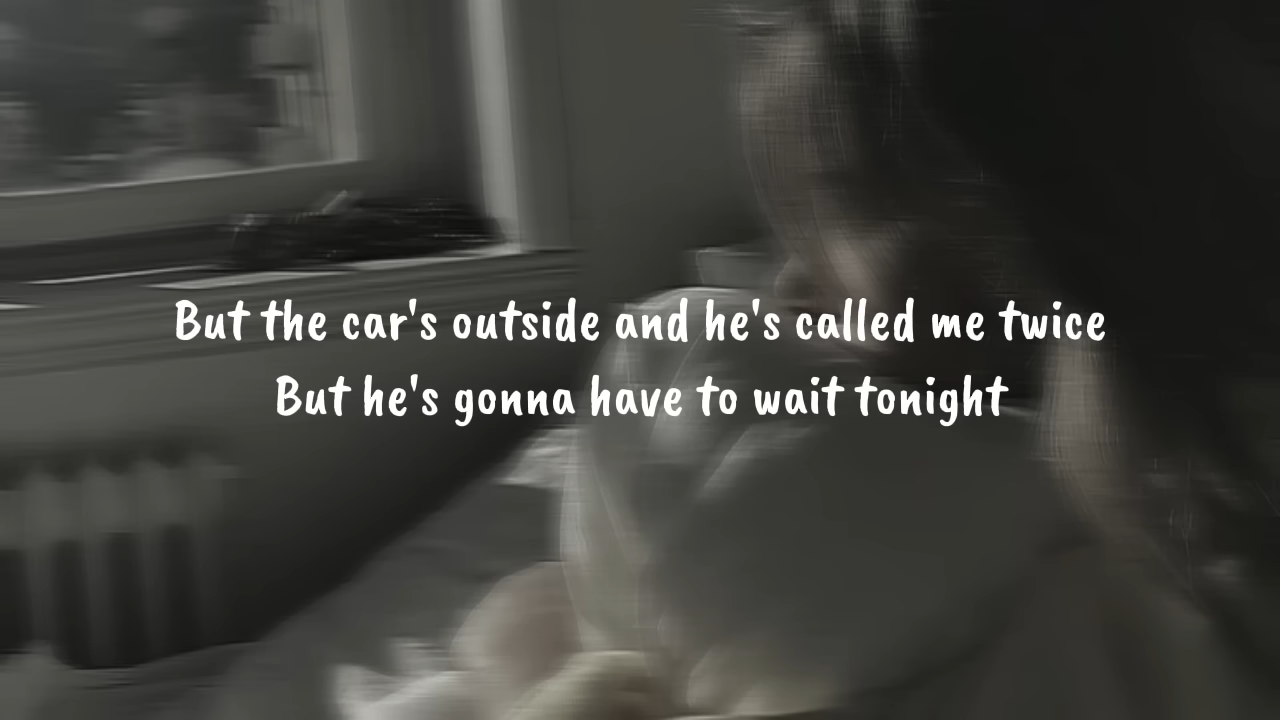 But the car's outside and he's called me twice
But he's gonna have to wait tonight